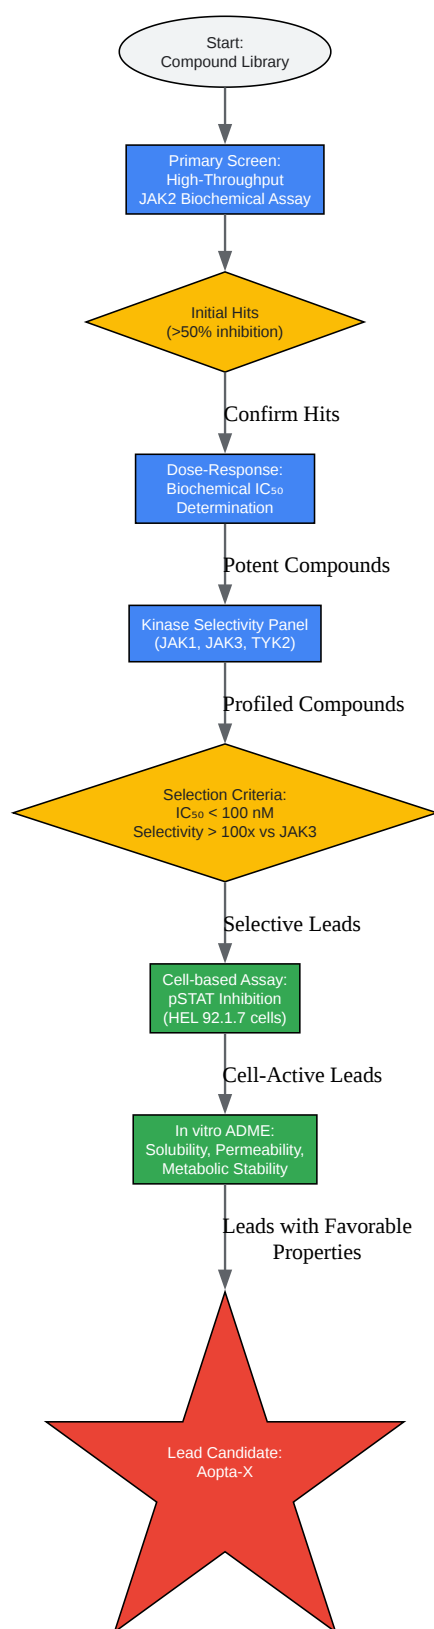 Start:
Compound Library
Primary Screen:
High-Throughput
JAK2 Biochemical Assay
Initial Hits
(>50% inhibition)
Confirm Hits
Dose-Response:
Biochemical IC₅₀
Determination
Potent Compounds
Kinase Selectivity Panel
(JAK1, JAK3, TYK2)
Profiled Compounds
Selection Criteria:
IC₅₀ < 100 nM
Selectivity > 100x vs JAK3
Selective Leads
Cell-based Assay:
pSTAT Inhibition
(HEL 92.1.7 cells)
Cell-Active Leads
In vitro ADME:
Solubility, Permeability,
Metabolic Stability
Leads with Favorable
Properties
Lead Candidate:
Aopta-X